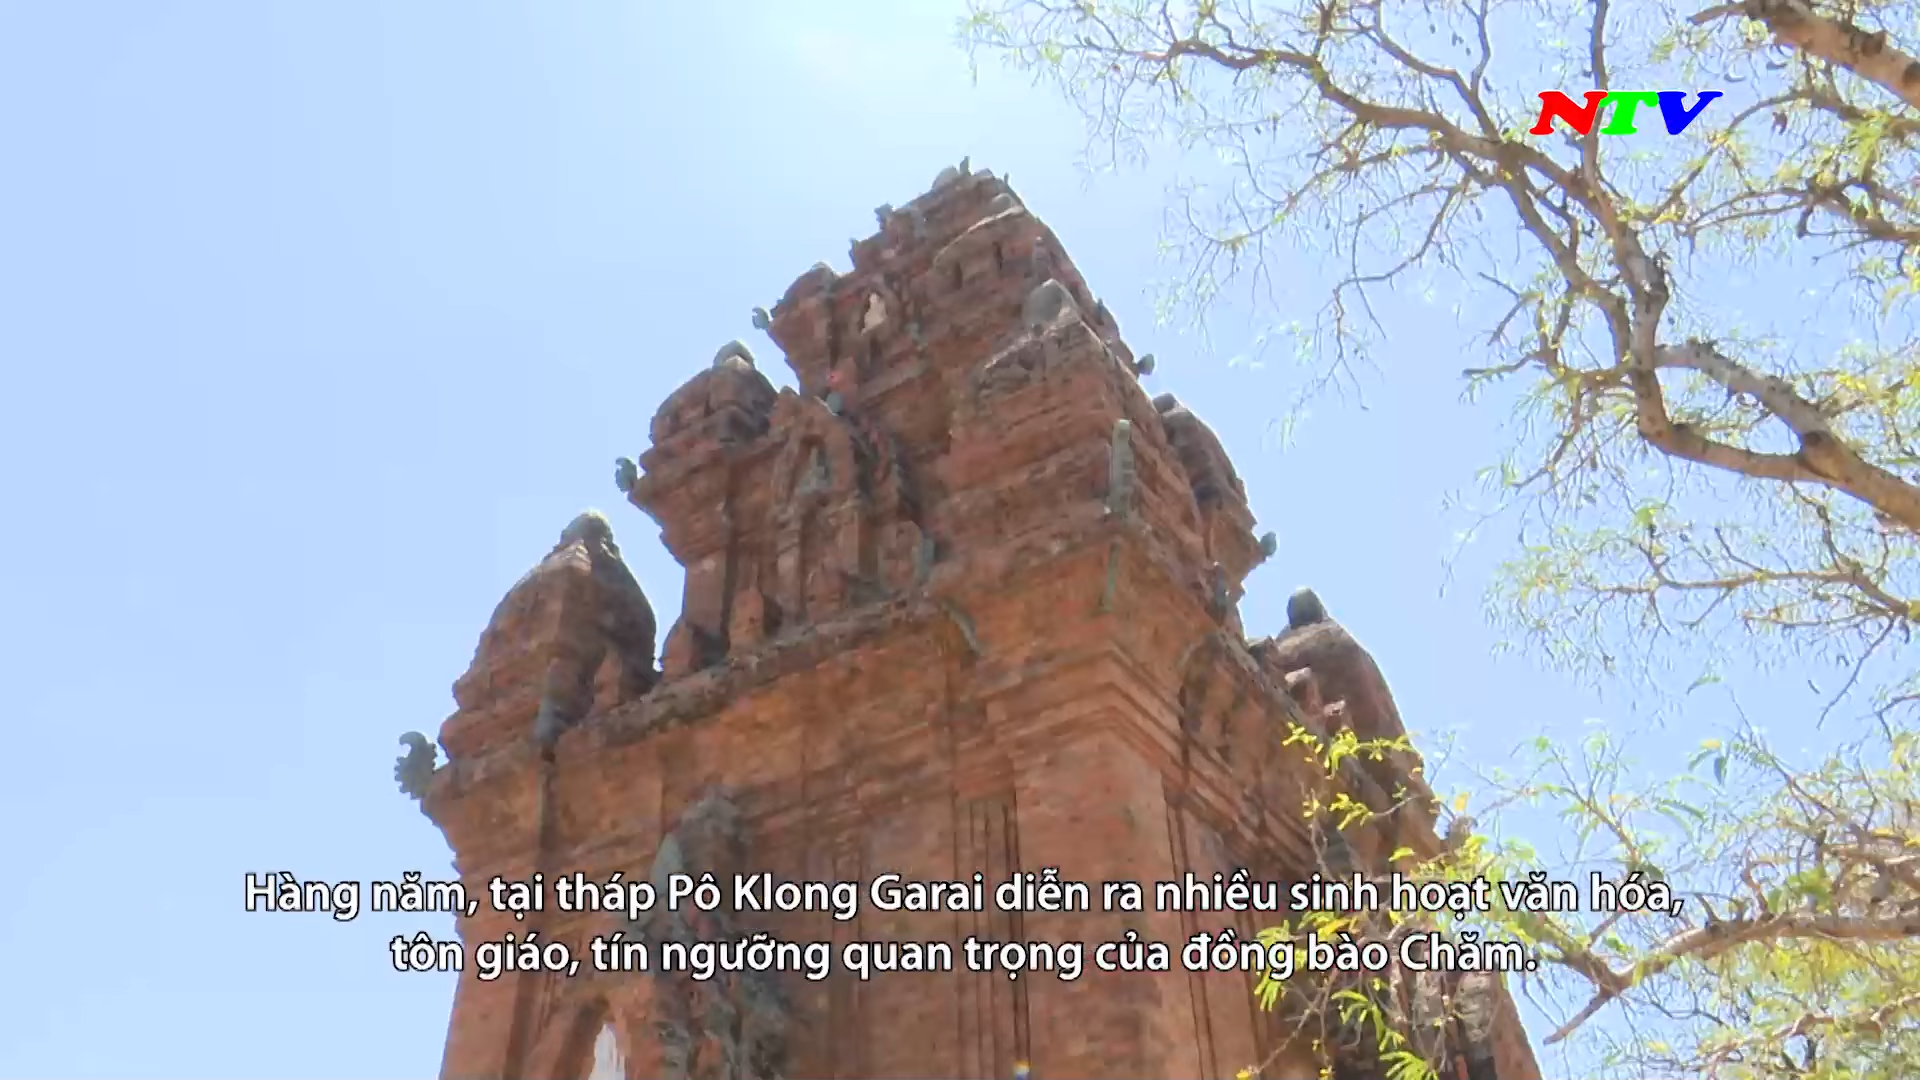 NTV
Hàng năm, tại tháp Pô Klong Garai diễn ra nhiều sinh hoạt văn hóa,
tôn giáo, tín ngưỡng quan trọng của đồng bào Chăm.